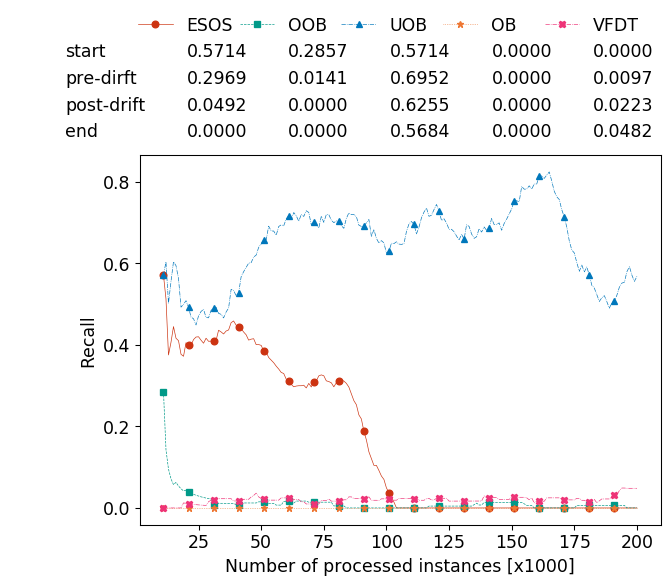 ESOS OOB UOB OB VFDT
start 0.5714 0.2857 0.5714 0.0000 0.0000
pre-dirft 0.2969 0.0141 0.6952 0.0000 0.0097
post-drift 0.0492 0.0000 0.6255 0.0000 0.0223
end 0.0000 0.0000 0.5684 0.0000 0.0482
0.8
0.6
0.4
0.2
0.0
Recall
25 50 75 100 125 150 175 200
Number of processed instances [x1000]